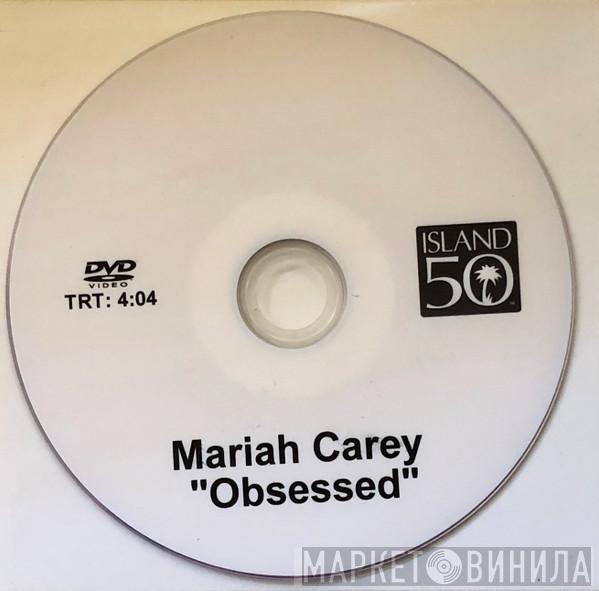 ISLAND
50
DVD
VIDEO
TRT: 4:04
Mariah Carey
"Obsessed"
МАРКЕТ ВИНИЛА